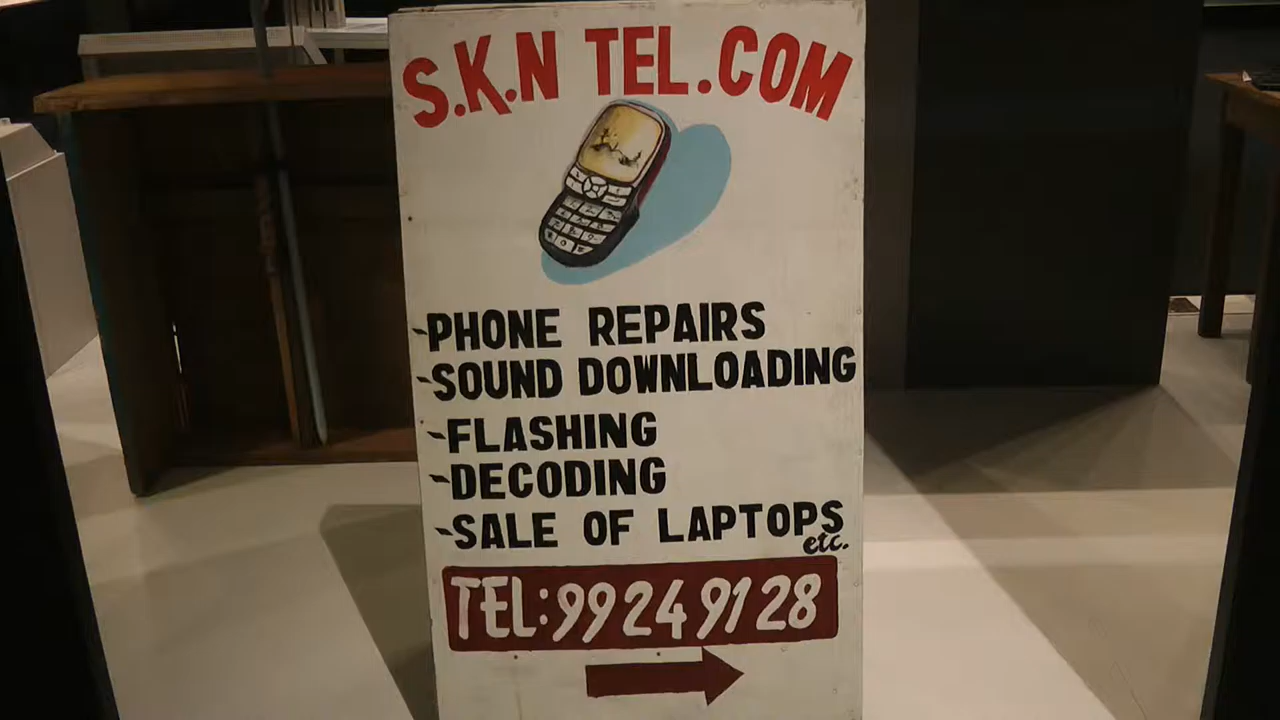 S.K.N TEL.COM
-PHONE REPAIRS
-SOUND DOWNLOADING
-FLASHING
-DECODING
-SALE OF LAPTOPS
etc.
TEL:99249128